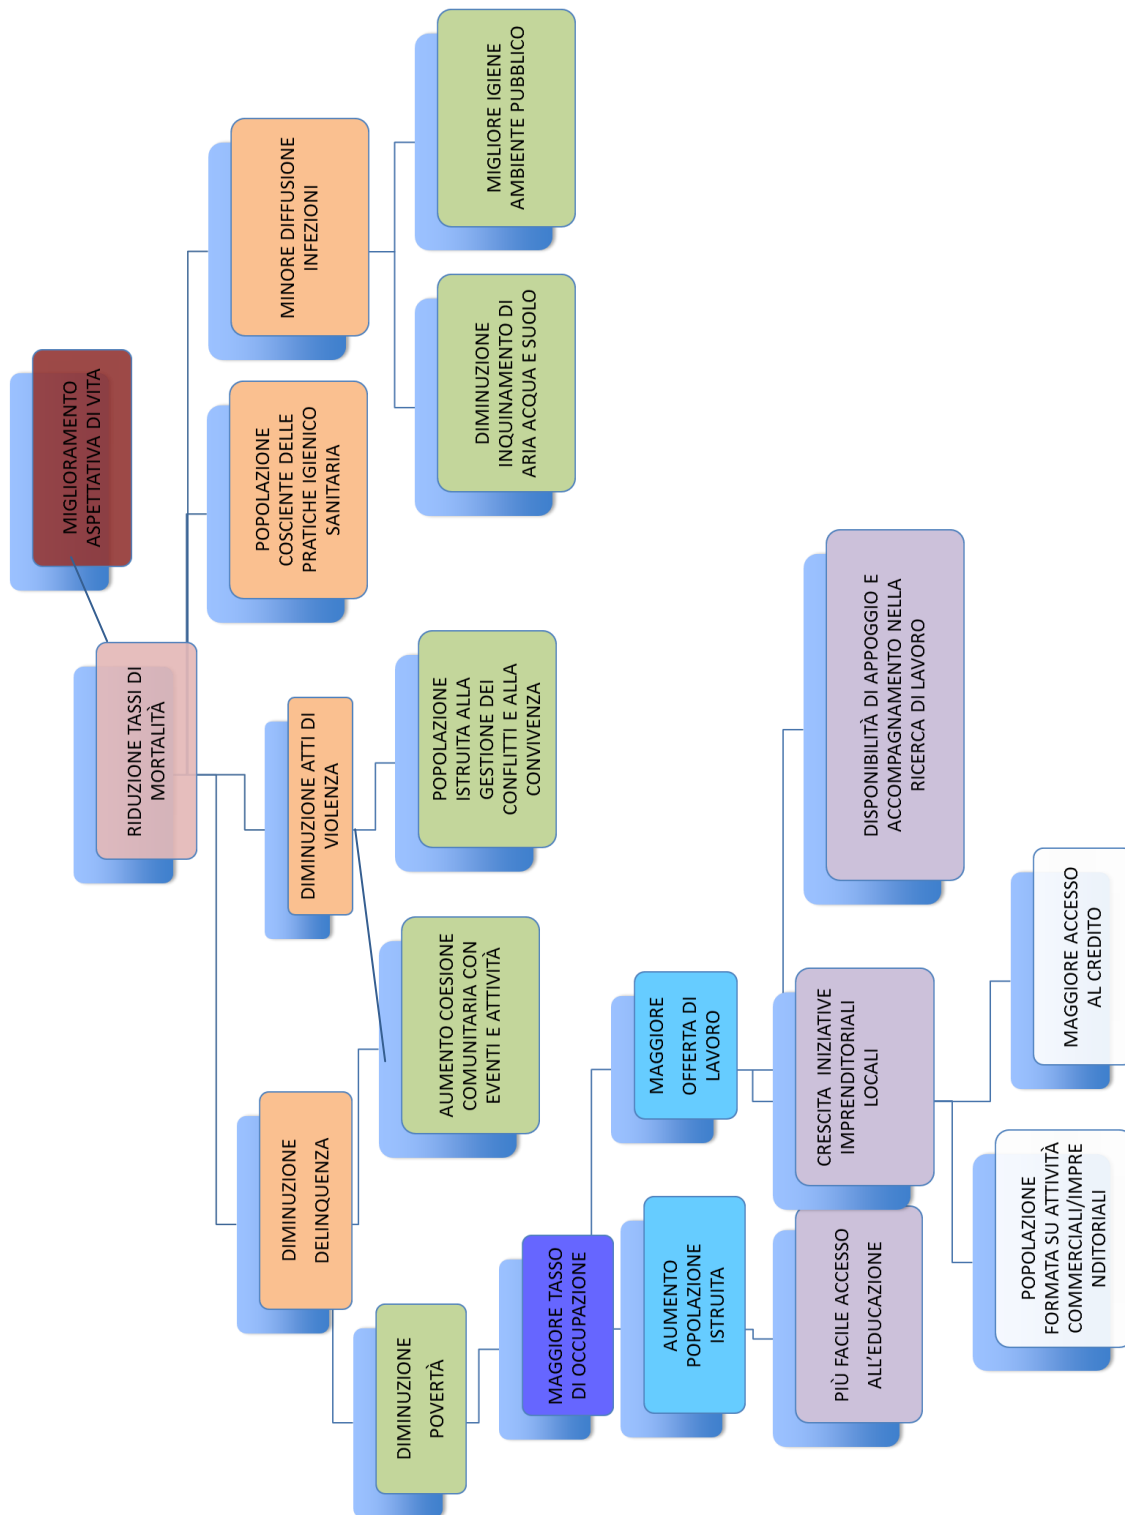 MIGLIORAMENTO
ASPETTATIVA DI VITA
RIDUZIONE TASSI DI
MORTALITÀ
DIMINUZIONE
DELINQUENZA
DIMINUZIONE ATTI DI
VIOLENZA
POPOLAZIONE
COSCIENTE DELLE
PRATICHE IGIENICO
SANITARIA
MINORE DIFFUSIONE
INFEZIONI
DIMINUZIONE
POVERTÀ
AUMENTO COESIONE
COMUNITARIA CON
EVENTI E ATTIVITÀ
POPOLAZIONE
ISTRUITA ALLA
GESTIONE DEI
CONFLITTI E ALLA
CONVIVENZA
DIMINUZIONE
INQUINAMENTO DI
ARIA ACQUA E SUOLO
MIGLIORE IGIENE
AMBIENTE PUBBLICO
MAGGIORE TASSO
DI OCCUPAZIONE
AUMENTO
POPOLAZIONE
ISTRUITA
MAGGIORE
OFFERTA DI
LAVORO
PIÙ FACILE ACCESSO
ALL'EDUCAZIONE
CRESCITA INIZIATIVE
IMPRENDITORIALI
LOCALI
DISPONIBILITÀ DI APPOGGIO E
ACCOMPAGNAMENTO NELLA
RICERCA DI LAVORO
POPOLAZIONE
FORMATA SU ATTIVITÀ
COMMERCIALI/IMPRE
NDITORIALI
MAGGIORE ACCESSO
AL CREDITO